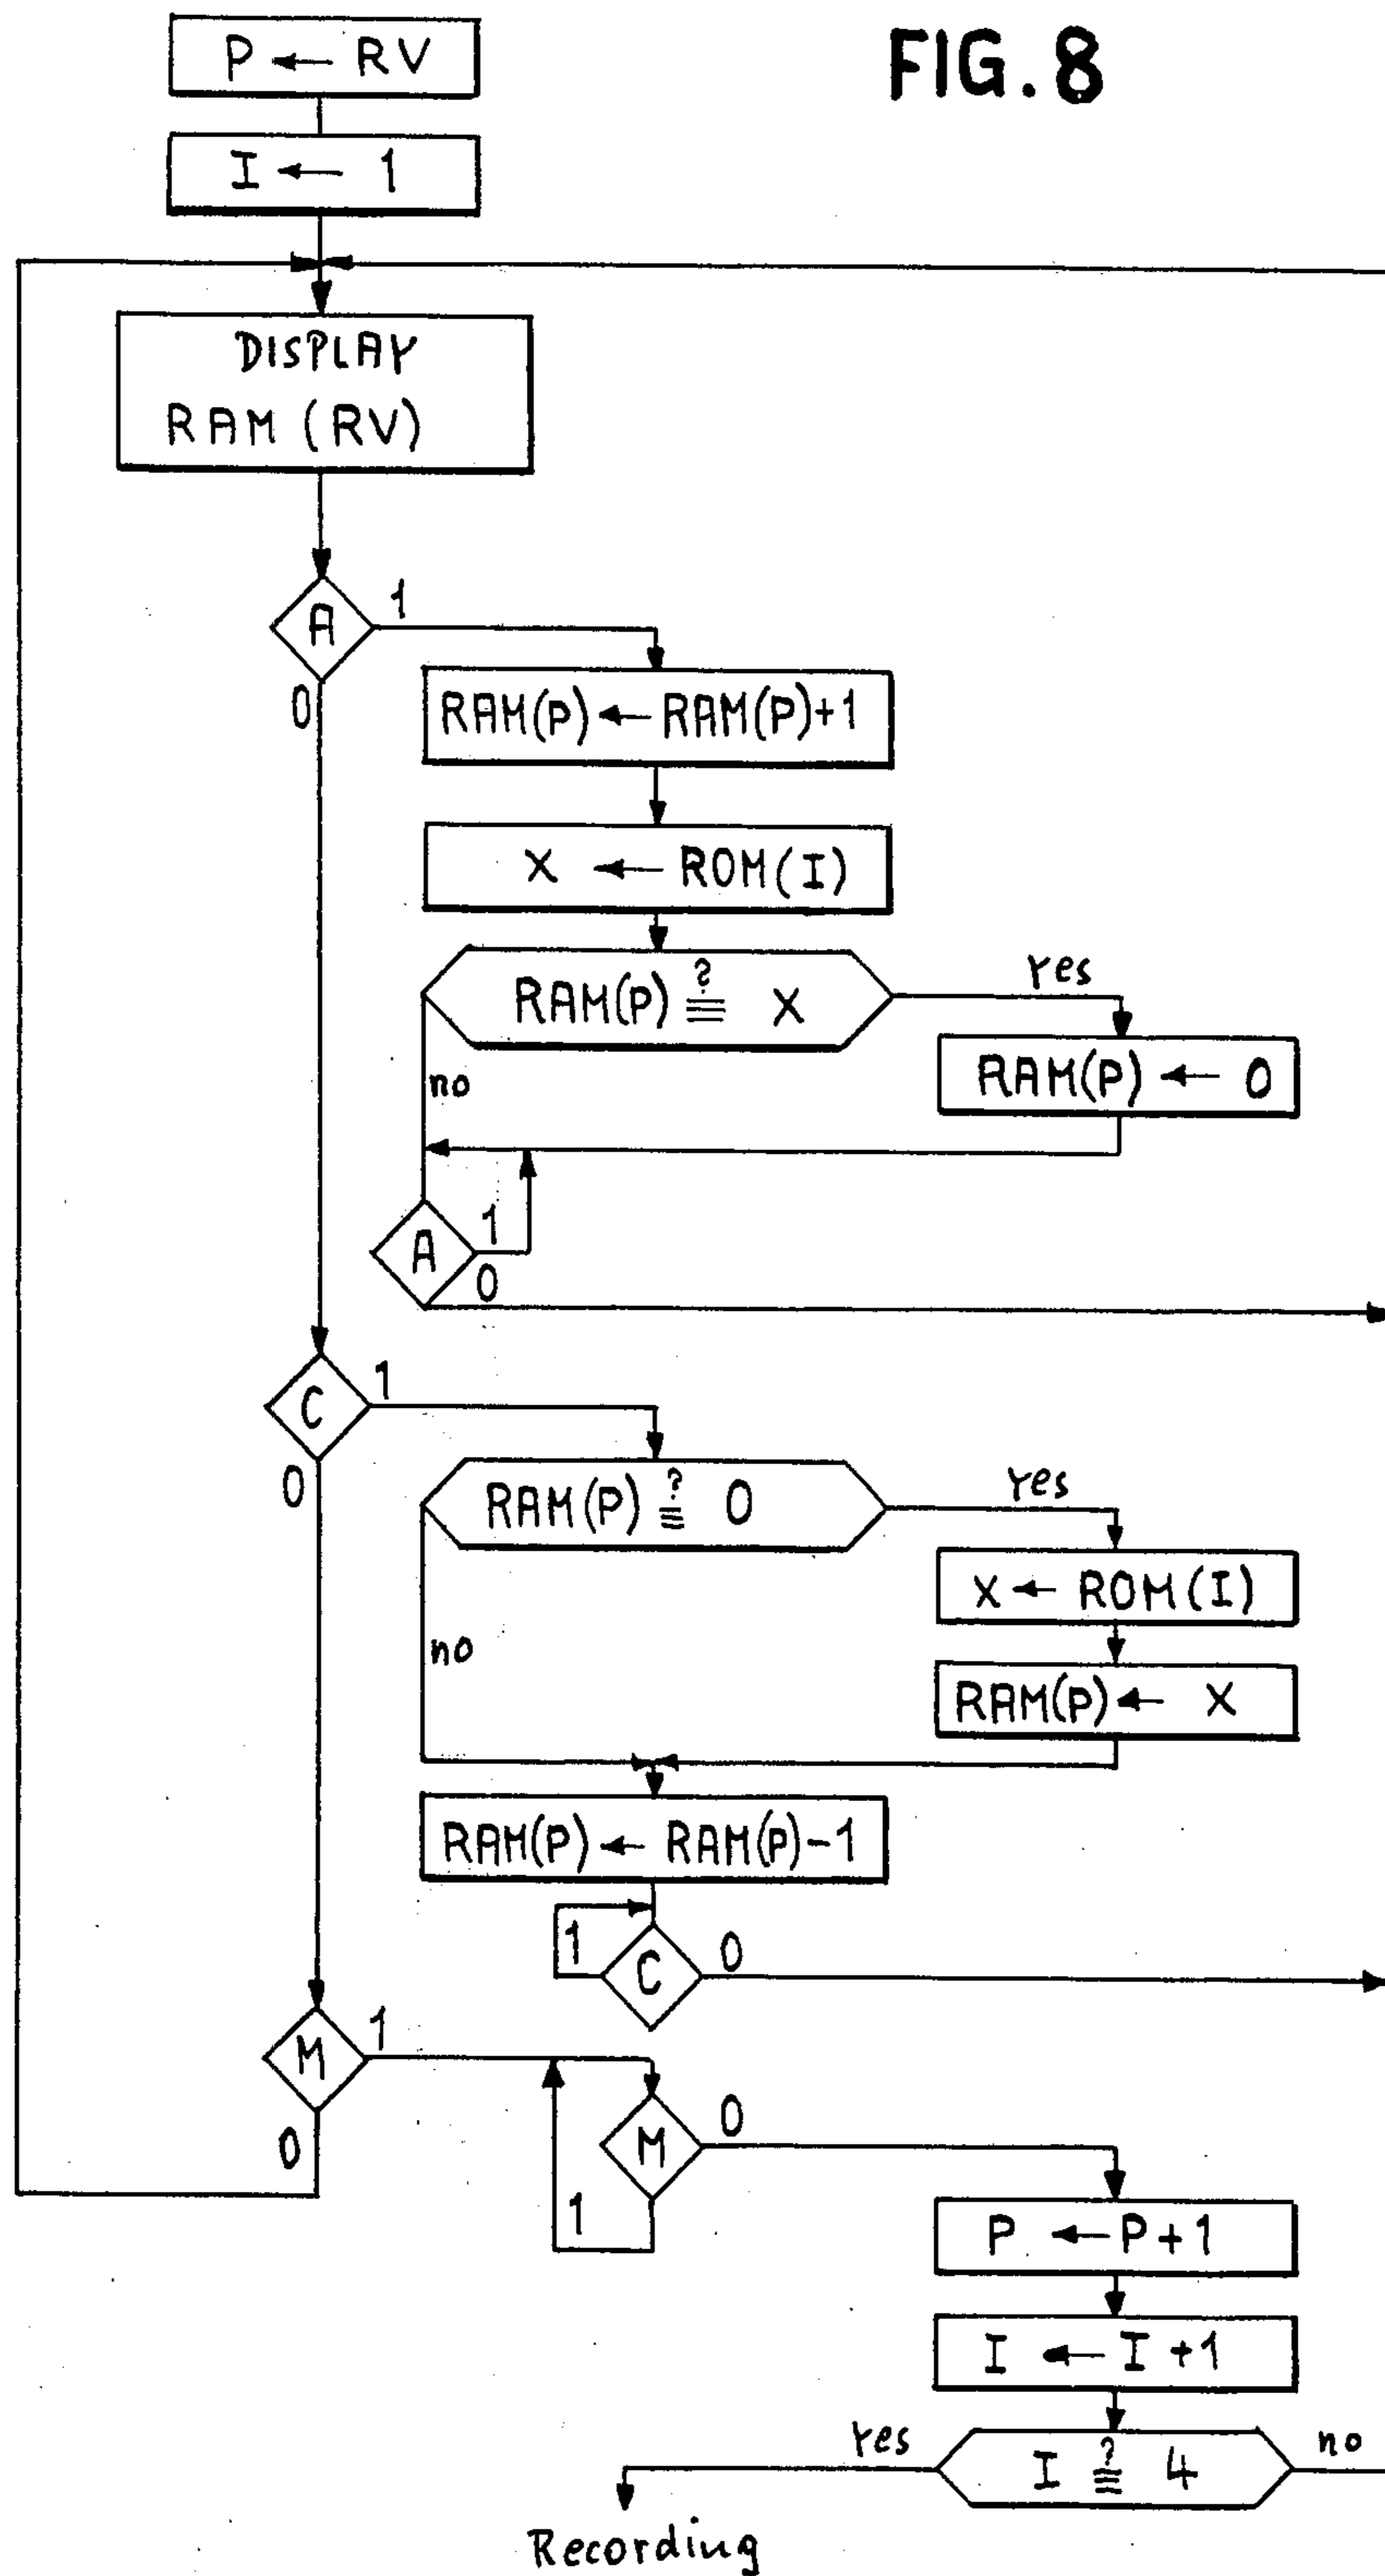 FIG. 8
P ← RV
I ← 1
DISPLAY
RAM (RV)
A
1
0
RAM(P) ← RAM(P)+1
X ← ROM(I)
RAM(P) ≟ X
Yes
no
RAM(P) ← 0
A
1
0
C
1
0
RAM(P) ≟ 0
Yes
no
X ← ROM(I)
RAM(P) ← X
RAM(P) ← RAM(P)-1
1
C
0
M
1
0
M
0
1
P ← P+1
I ← I+1
Yes
I ≟ 4
no
Recording